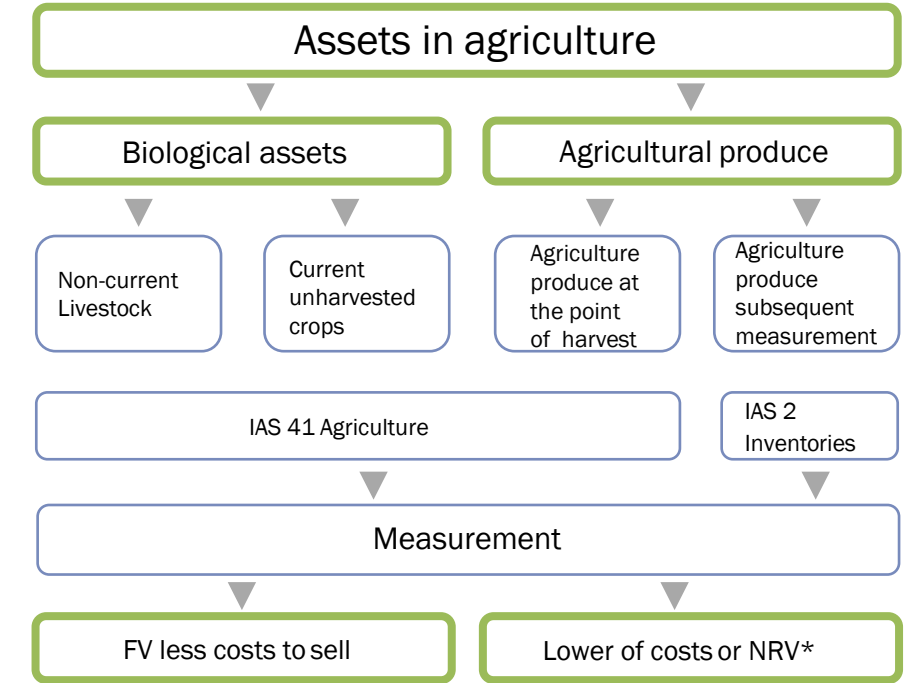 Assets in agriculture
Biological assets
Agricultural produce
Non-current
Livestock
Current
unharvested
crops
Agriculture
produce at
the point
of harvest
Agriculture
produce
subsequent
measurement
IAS 41 Agriculture
IAS 2
Inventories
Measurement
FV less costs to sell
Lower of costs or NRV*